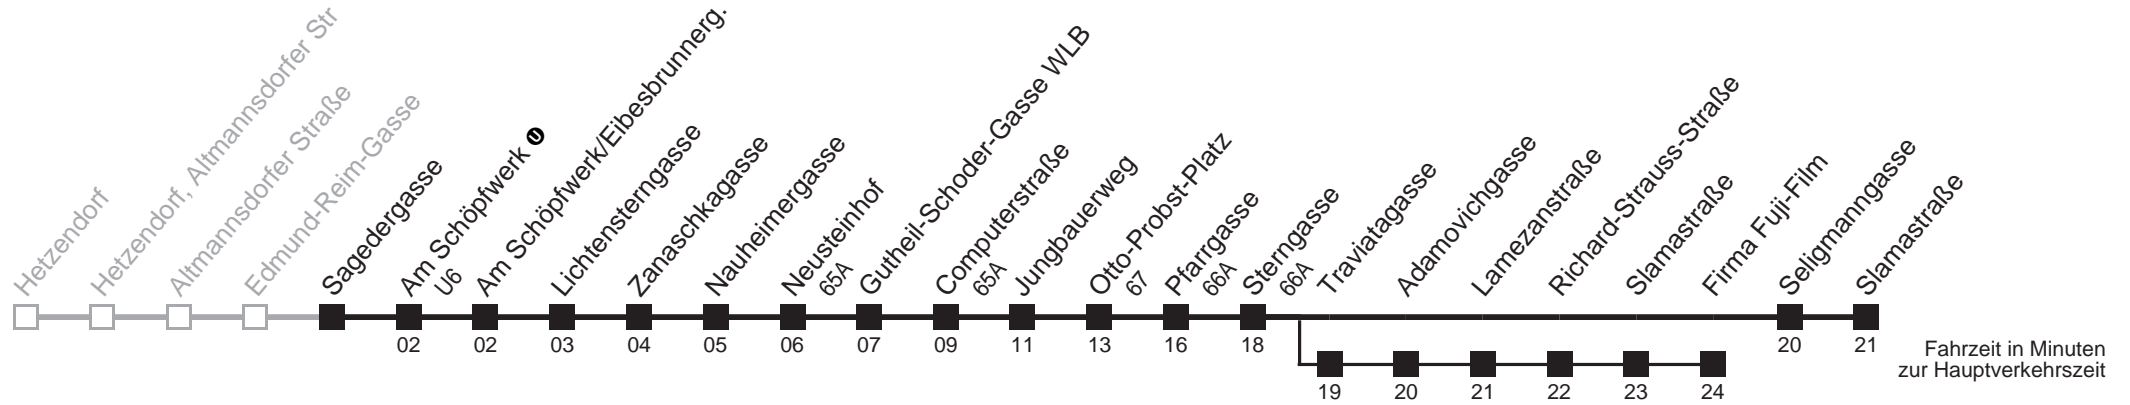 Hetzendorf
Hetzendorf, Altmannsdorfer Str
Altmannsdorfer Straße
Edmund-Reim-Gasse
Sagedergasse
Am Schöpfwerk U
U6
Am Schöpfwerk/Eibesbrunnerg.
Lichtensterngasse
Zanaschkagasse
Nauheimergasse
Neusteinhof
65A
Gutheil-Schoder-Gasse WLB
Computerstraße
65A
Jungbauerweg
Otto-Probst-Platz
67
Pfarrgasse
66A
Sterngasse
66A
Traviatagasse
Adamovichgasse
Lamezanstraße
Richard-Strauss-Straße
Slamastraße
Firma Fuji-Film
Seligmanngasse
Slamastraße
02 02 03 04 05 06 07 09 11 13 16 18 20 21
19 20 21 22 23 24
Fahrzeit in Minuten
zur Hauptverkehrszeit